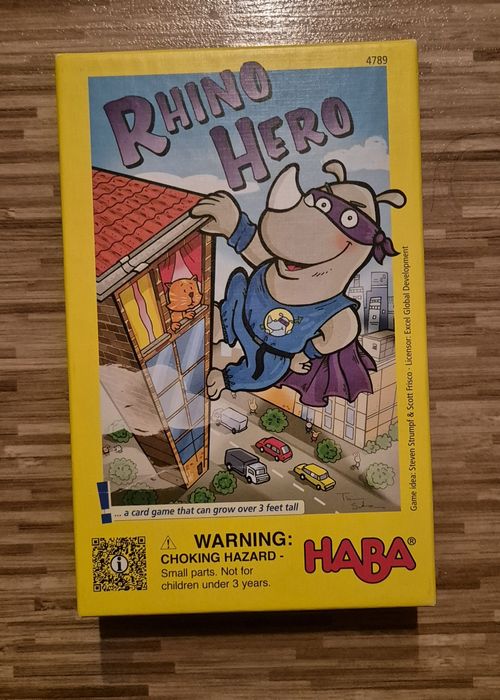 4789
RHINO
HERO
Game idea: Steven Strumpf & Scott Frisco · Licensor: Excel Global Development
... a card game that can grow over 3 feet tall
i
WARNING:
CHOKING HAZARD -
Small parts. Not for
children under 3 years.
HABA®